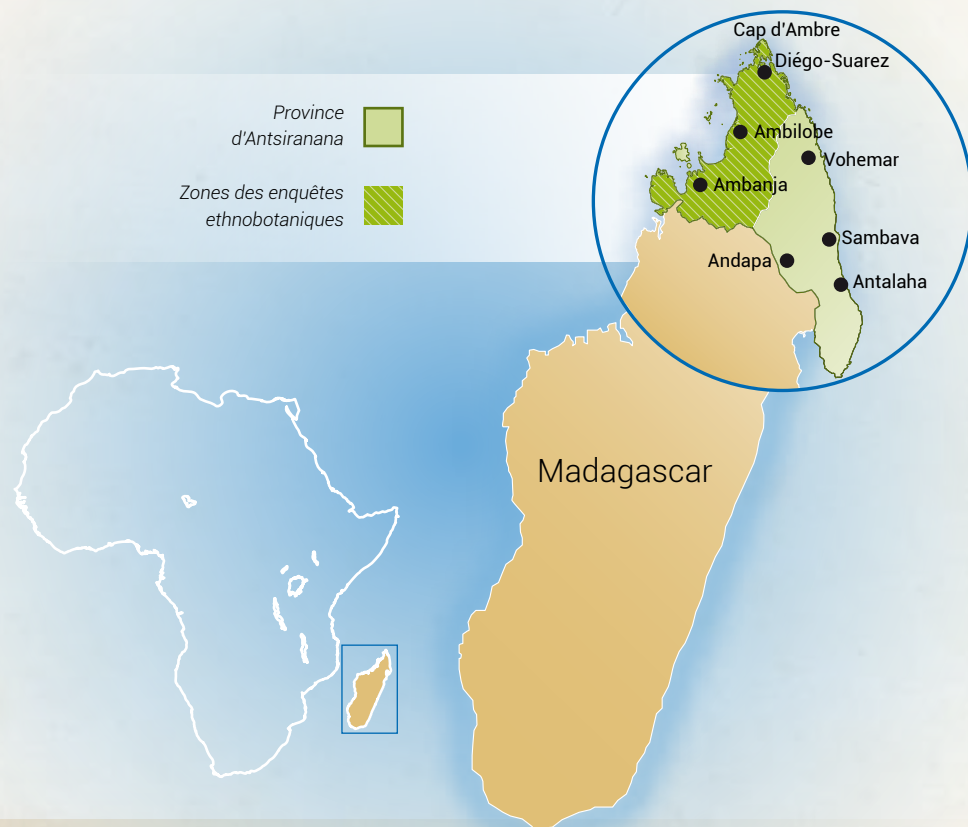 Cap d'Ambre
Diégo-Suarez
Province
d'Antsiranana
Ambilobe
Vohemar
Zones des enquêtes
ethnobotaniques
Ambanja
Sambava
Andapa
Antalaha
Madagascar